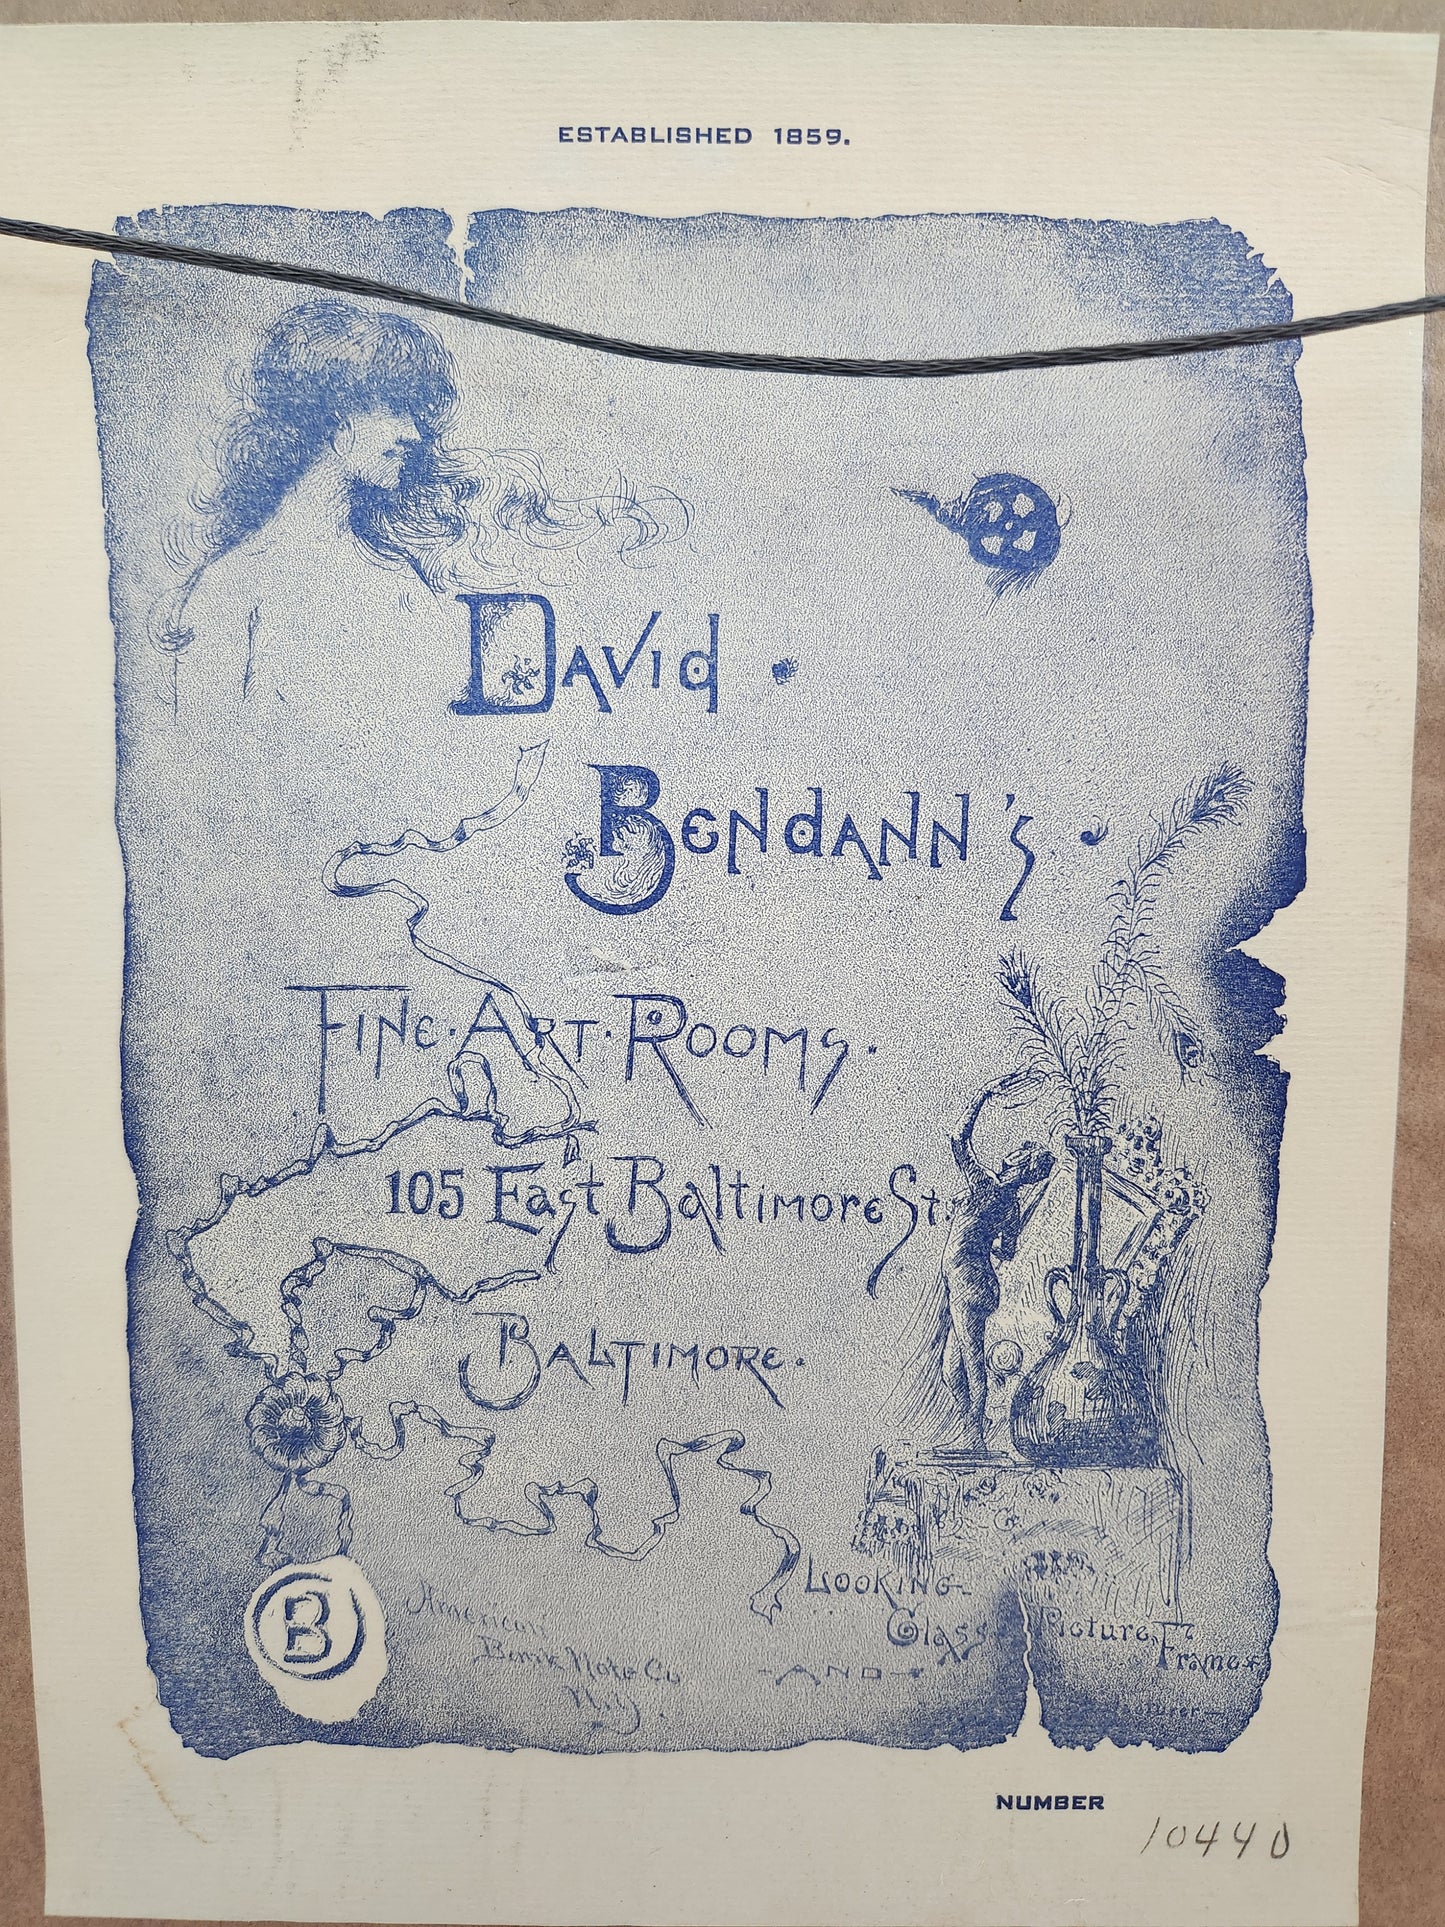 ESTABLISHED 1859.
David
Bendann's
Fine·Art·Rooms.
105 East Baltimore St.
Baltimore.
Looking
Glass Picture Frames
—AND—
B
American
Bank Note Co
N.Y.
NUMBER
10440